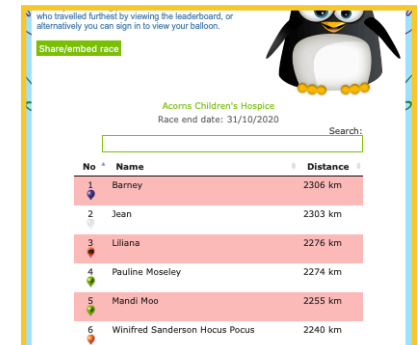 who travelled furthest by viewing the leaderboard, or
alternatively you can sign in to view your balloon.
Share/embed race
Acorns Children's Hospice
Race end date: 31/10/2020
Search:
No Name Distance
1 Barney 2306 km
2 Jean 2303 km
3 Liliana 2276 km
4 Pauline Moseley 2274 km
5 Mandi Moo 2255 km
6 Winifred Sanderson Hocus Pocus 2240 km